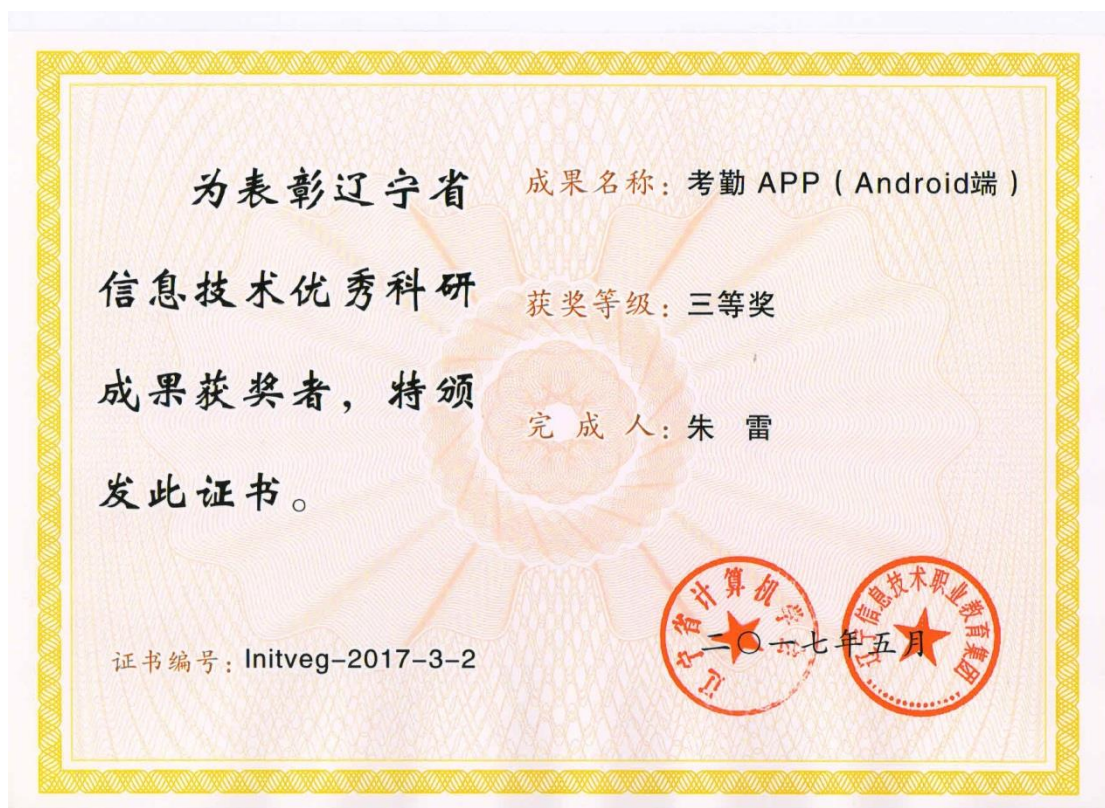 为表彰辽宁省
信息技术优秀科研
成果获奖者，特颁
发此证书。
证书编号：lnitveg-2017-3-2
成果名称：考勤 APP（Android端）
获奖等级：三等奖
完成人：朱 雷
辽宁省计算机学会
辽宁信息技术职业教育集团
二〇一七年五月